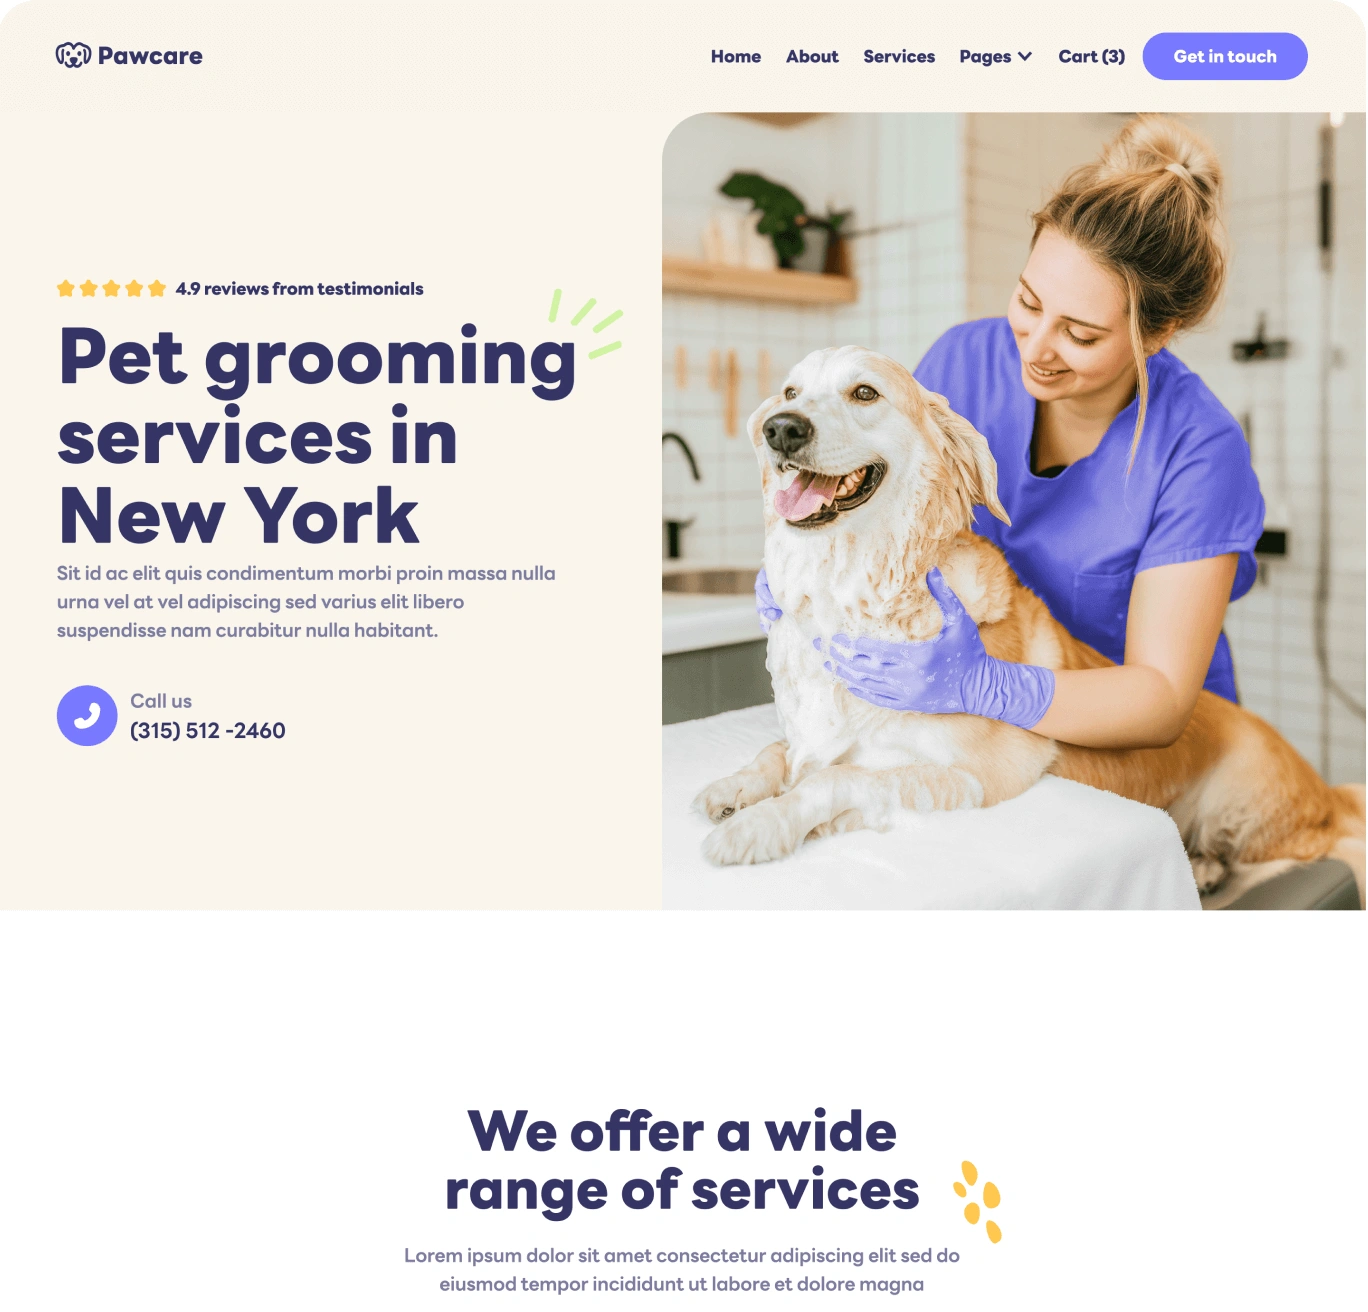 Pawcare
Home About Services Pages Cart (3) Get in touch
4.9 reviews from testimonials
Pet grooming
services in
New York
Sit id ac elit quis condimentum morbi proin massa nulla
urna vel at vel adipiscing sed varius elit libero
suspendisse nam curabitur nulla habitant.
Call us
(315) 512 -2460
We offer a wide
range of services
Lorem ipsum dolor sit amet consectetur adipiscing elit sed do
eiusmod tempor incididunt ut labore et dolore magna